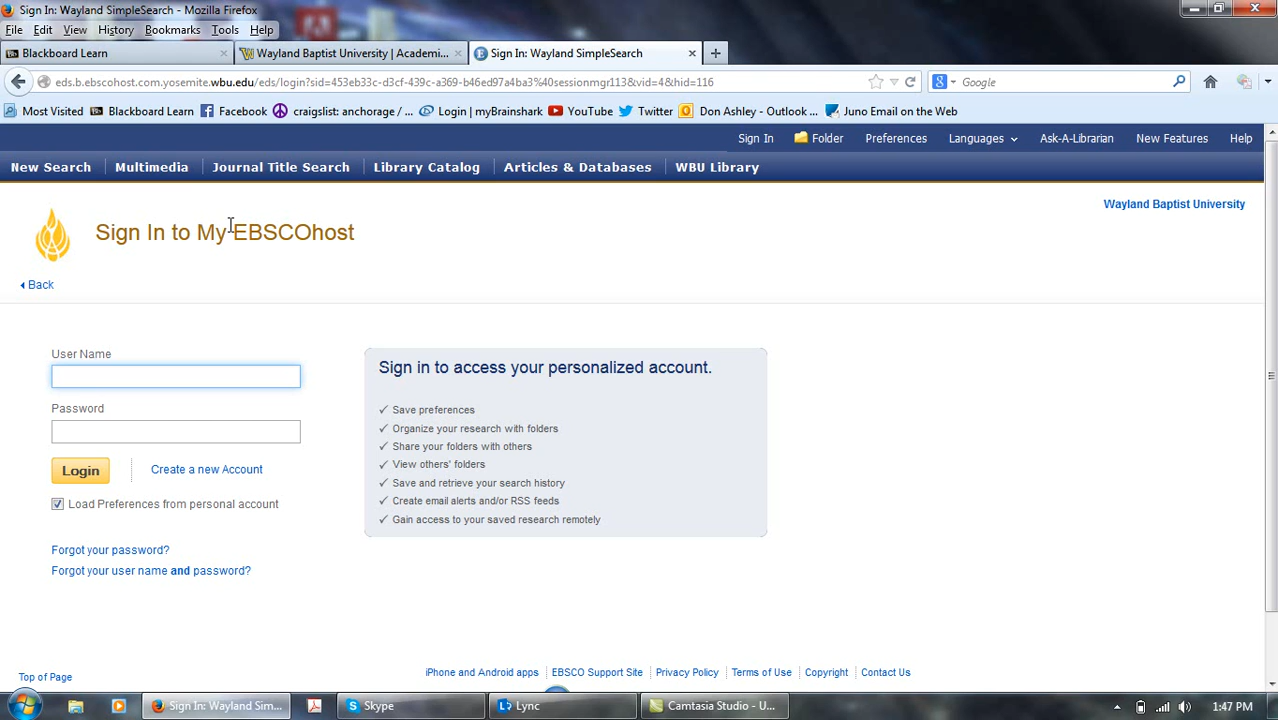 Sign In: Wayland SimpleSearch - Mozilla Firefox
File Edit View History Bookmarks Tools Help
Blackboard Learn × Wayland Baptist University | Academi... × Sign In: Wayland SimpleSearch × +
eds.b.ebscohost.com.yosemite.wbu.edu/eds/login?sid=453eb33c-d3cf-439c-a369-b46ed97a4ba3%40sessionmgr113&vid=4&hid=116 Google
Most Visited Blackboard Learn Facebook craigslist: anchorage / ... Login | myBrainshark YouTube Twitter Don Ashley - Outlook ... Juno Email on the Web
Sign In Folder Preferences Languages Ask-A-Librarian New Features Help
New Search Multimedia Journal Title Search Library Catalog Articles & Databases WBU Library
Wayland Baptist University
Sign In to My EBSCOhost
Back
User Name
Password
Login Create a new Account
Load Preferences from personal account
Forgot your password?
Forgot your user name and password?
Sign in to access your personalized account.
✓ Save preferences
✓ Organize your research with folders
✓ Share your folders with others
✓ View others' folders
✓ Save and retrieve your search history
✓ Create email alerts and/or RSS feeds
✓ Gain access to your saved research remotely
iPhone and Android apps EBSCO Support Site Privacy Policy Terms of Use Copyright Contact Us
Top of Page
Sign In: Wayland Sim... Skype Lync Camtasia Studio - U... 1:47 PM